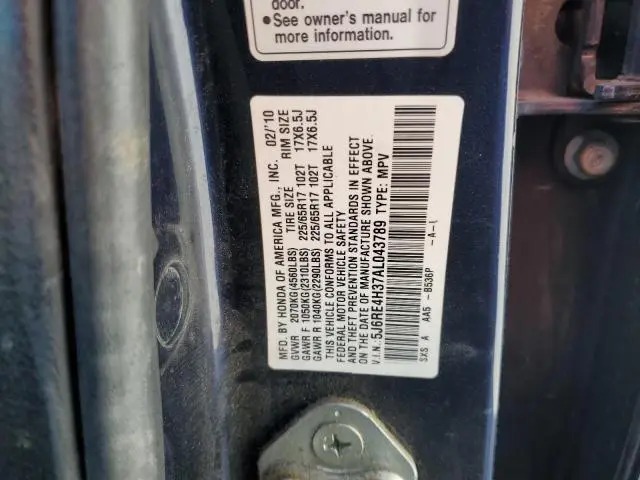 door.
● See owner's manual for
more information.
MFD. BY HONDA OF AMERICA MFG., INC. 02/'10
GVWR 2070KG(4560LBS) TIRE SIZE RIM SIZE
GAWR F 1050KG(2310LBS) 225/65R17 102T 17X6.5J
GAWR R 1040KG(2290LBS) 225/65R17 102T 17X6.5J
THIS VEHICLE CONFORMS TO ALL APPLICABLE
FEDERAL MOTOR VEHICLE SAFETY
AND THEFT PREVENTION STANDARDS IN EFFECT
ON THE DATE OF MANUFACTURE SHOWN ABOVE.
V.I.N. 5J6RE4H37AL043789 TYPE: MPV
SXS A AA5 - B536P -A-L